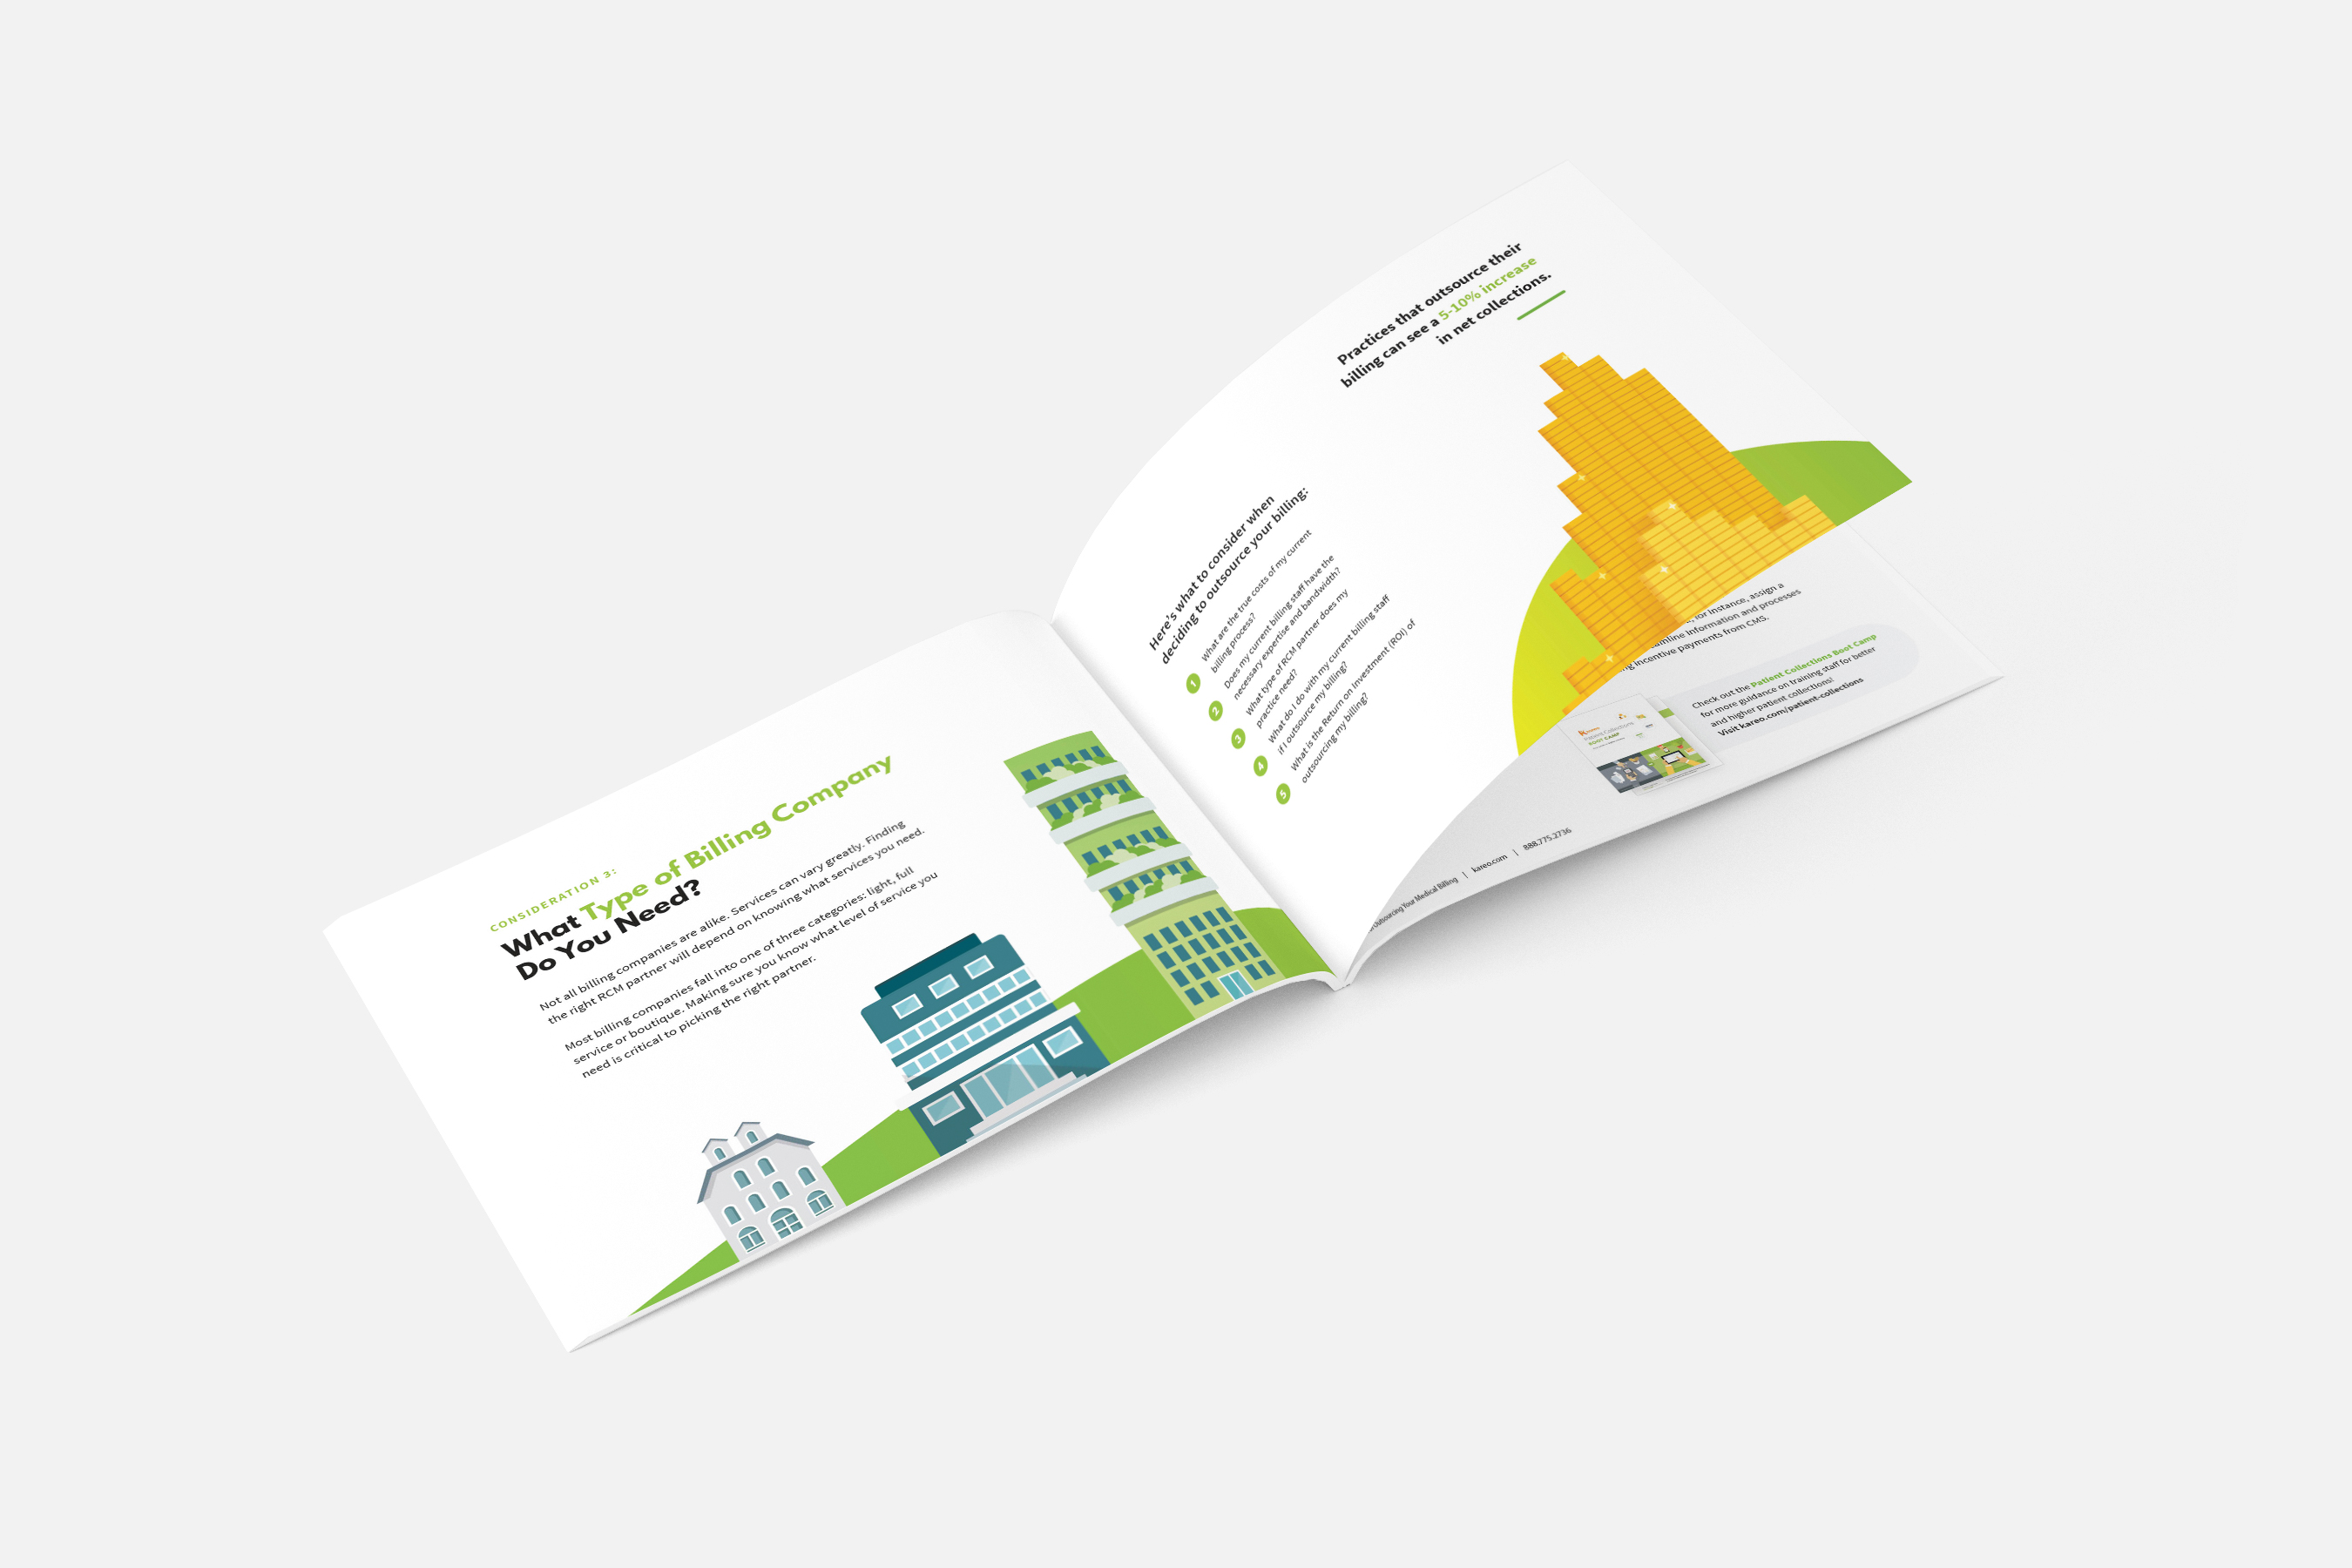 CONSIDERATION 3:
What Type of Billing Company
Do You Need?
Not all billing companies are alike. Services can vary greatly. Finding
the right RCM partner will depend on knowing what services you need.
Most billing companies fall into one of three categories: light, full
service or boutique. Making sure you know what level of service you
need is critical to picking the right partner.
Practices that outsource their
billing can see a 5-10% increase
in net collections.
Here's what to consider when
deciding to outsource your billing:
1 What are the true costs of my current
billing process?
2 Does my current billing staff have the
necessary expertise and bandwidth?
3 What type of RCM partner does my
practice need?
4 What do I do with my current billing staff
if I outsource my billing?
5 What is the Return on Investment (ROI) of
outsourcing my billing?
for instance, assign a
information and processes
incentive payments from CMS.
Check out the Patient Collections Boot Camp
for more guidance on training staff for better
and higher patient collections!
Visit kareo.com/patient-collections
Kareo
Patient Collections
BOOT CAMP
Outsourcing Your Medical Billing | kareo.com | 888.775.2736